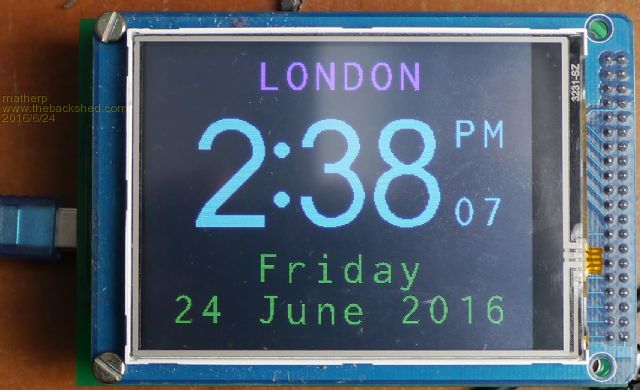 LONDON
2:38 PM
07
Friday
24 June 2016
matherp
www.thebackshed.com
2016/6/24
3231-SZ